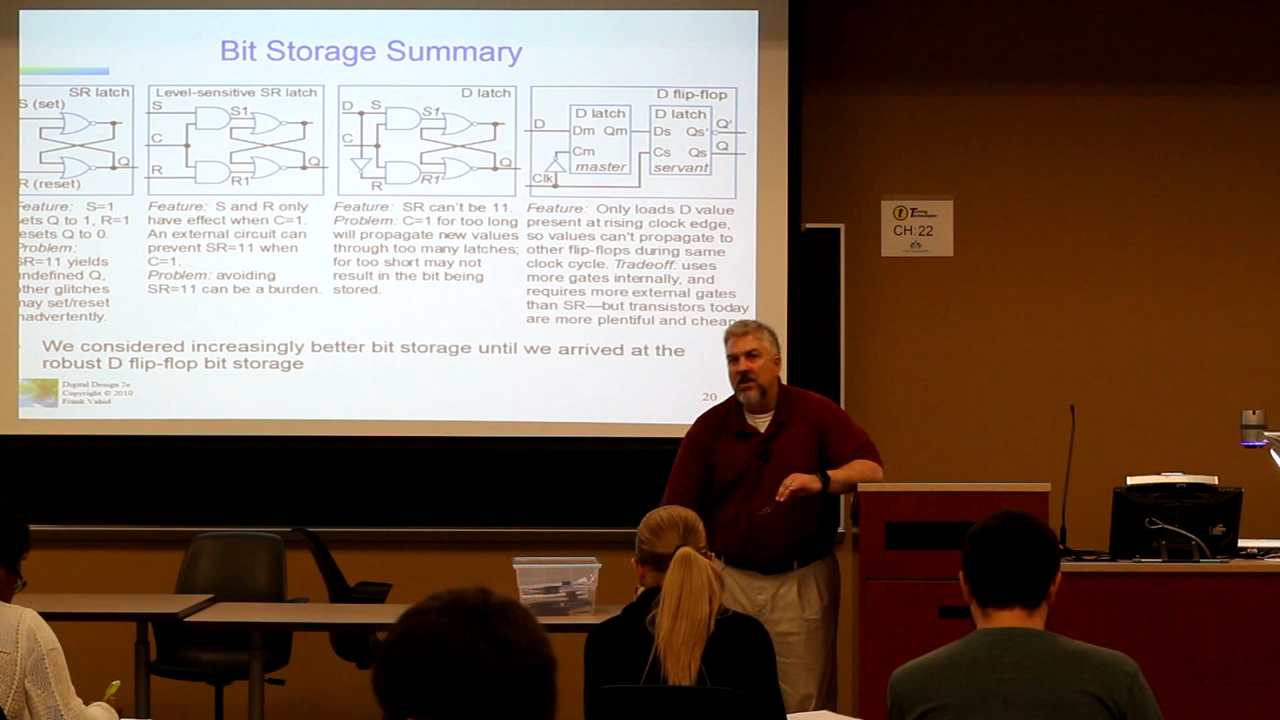 Bit Storage Summary
SR latch
S (set)
Q
R (reset)
Feature: S=1
sets Q to 1, R=1
resets Q to 0.
Problem:
SR=11 yields
undefined Q,
other glitches
may set/reset
inadvertently.
Level-sensitive SR latch
S
S1
C
Q
R
R1
Feature: S and R only
have effect when C=1.
An external circuit can
prevent SR=11 when
C=1.
Problem: avoiding
SR=11 can be a burden.
D latch
D S
S1
C
Q
R
R1
Feature: SR can't be 11.
Problem: C=1 for too long
will propagate new values
through too many latches;
for too short may not
result in the bit being
stored.
D flip-flop
D latch
D latch
D
Dm Qm
Ds Qs'
Q'
Cm
Cs Qs
Q
master
servant
Clk
Feature: Only loads D value
present at rising clock edge,
so values can't propagate to
other flip-flops during same
clock cycle. Tradeoff: uses
more gates internally, and
requires more external gates
than SR—but transistors today
are more plentiful and cheap
We considered increasingly better bit storage until we arrived at the
robust D flip-flop bit storage
Digital Design 2e
Copyright © 2010
Frank Vahid
20
Turning
Technologies
CH: 22